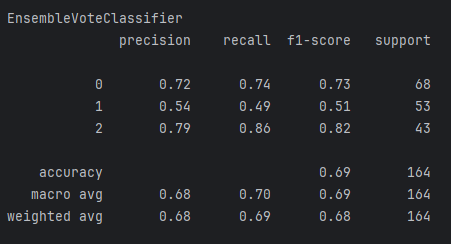 EnsembleVoteClassifier
precision recall f1-score support
0 0.72 0.74 0.73 68
1 0.54 0.49 0.51 53
2 0.79 0.86 0.82 43
accuracy 0.69 164
macro avg 0.68 0.70 0.69 164
weighted avg 0.68 0.69 0.68 164